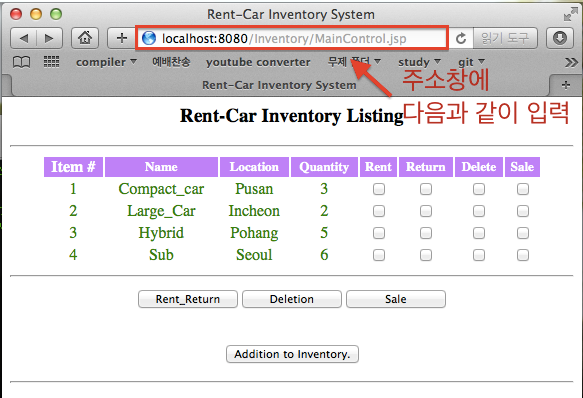 Rent-Car Inventory System
localhost:8080/Inventory/MainControl.jsp
읽기 도구
compiler 예배찬송 youtube converter 무제 폴더 study git
Rent-Car Inventory System
주소창에
다음과 같이 입력
Rent-Car Inventory Listing
Item # Name Location Quantity Rent Return Delete Sale
1 Compact_car Pusan 3
2 Large_Car Incheon 2
3 Hybrid Pohang 5
4 Sub Seoul 6
Rent_Return Deletion Sale
Addition to Inventory.